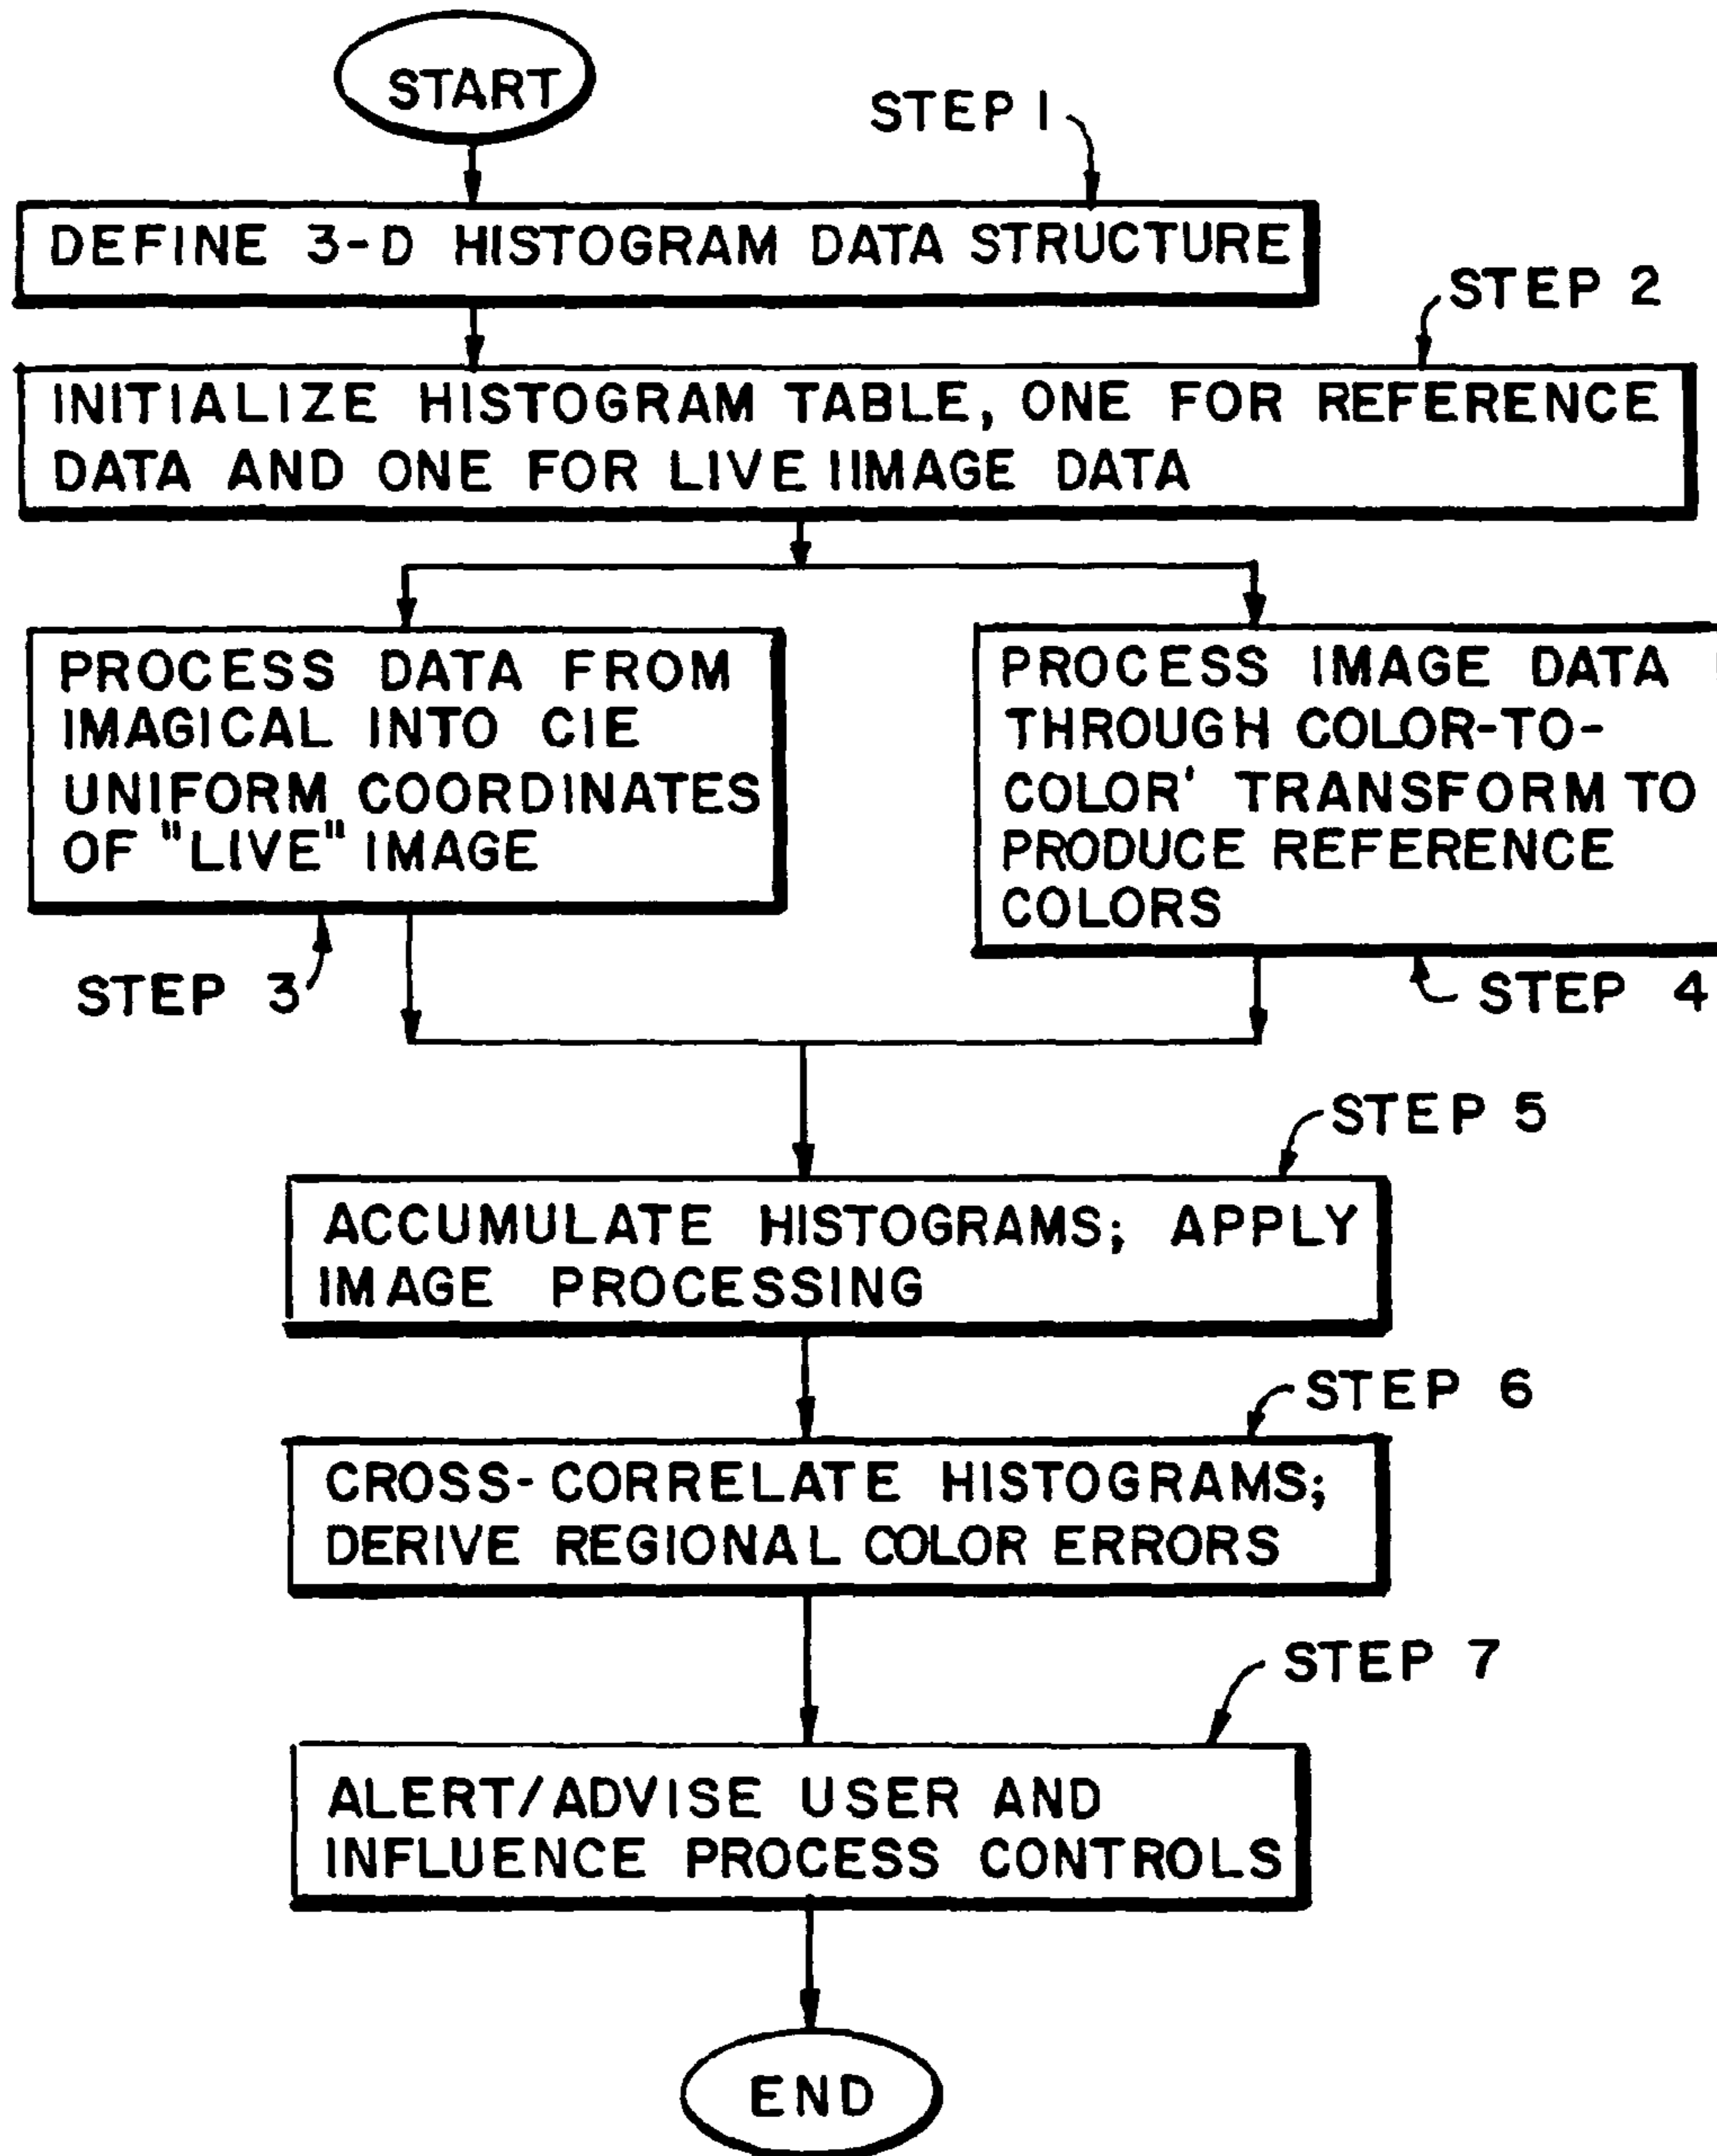 START
STEP 1
DEFINE 3-D HISTOGRAM DATA STRUCTURE
STEP 2
INITIALIZE HISTOGRAM TABLE, ONE FOR REFERENCE
DATA AND ONE FOR LIVE IIMAGE DATA
PROCESS DATA FROM
IMAGICAL INTO CIE
UNIFORM COORDINATES
OF "LIVE" IMAGE
STEP 3
PROCESS IMAGE DATA
THROUGH COLOR-TO-
COLOR' TRANSFORM TO
PRODUCE REFERENCE
COLORS
STEP 4
STEP 5
ACCUMULATE HISTOGRAMS; APPLY
IMAGE PROCESSING
STEP 6
CROSS-CORRELATE HISTOGRAMS;
DERIVE REGIONAL COLOR ERRORS
STEP 7
ALERT/ADVISE USER AND
INFLUENCE PROCESS CONTROLS
END